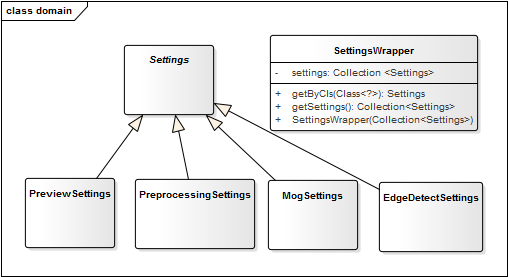 class domain
Settings
SettingsWrapper
- settings: Collection <Settings>
+ getByCls(Class<?>): Settings
+ getSettings(): Collection<Settings>
+ SettingsWrapper(Collection<Settings>)
PreviewSettings
PreprocessingSettings
MogSettings
EdgeDetectSettings